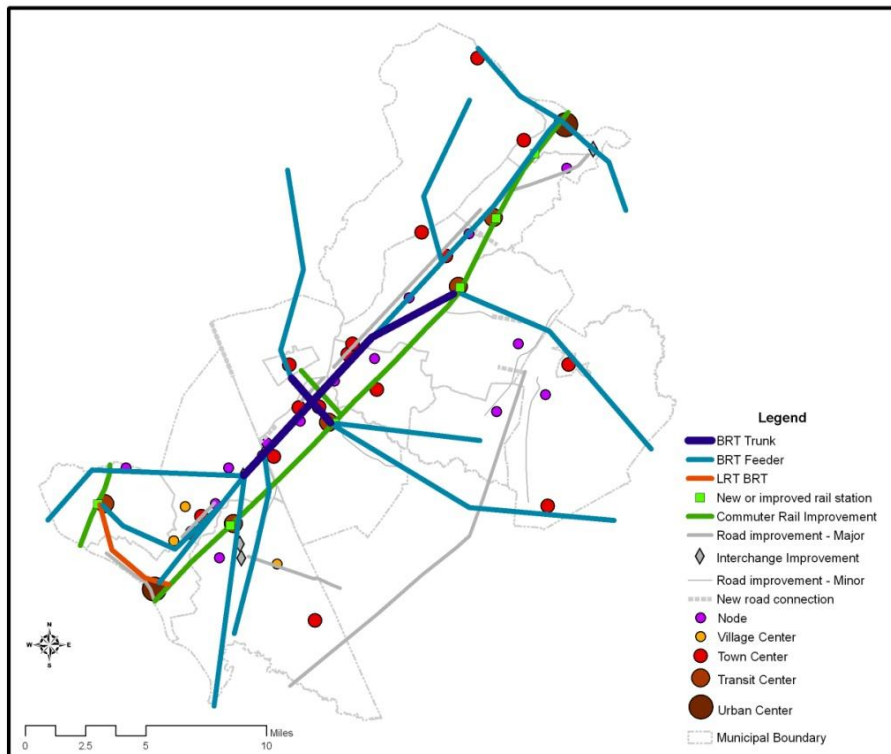 N
W E
S
Legend
BRT Trunk
BRT Feeder
LRT BRT
New or improved rail station
Commuter Rail Improvement
Road improvement - Major
Interchange Improvement
Road improvement - Minor
New road connection
Node
Village Center
Town Center
Transit Center
Urban Center
Municipal Boundary
Miles
0 2.5 5 10